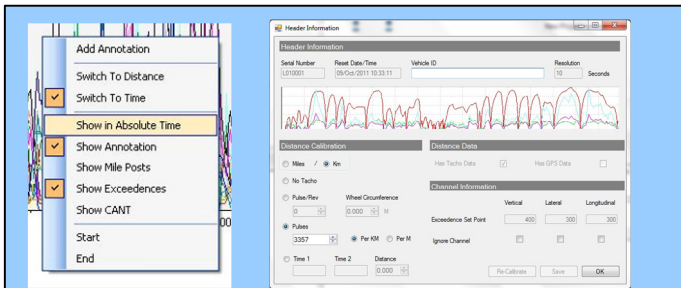 Add Annotation
Switch To Distance
Switch To Time
Show in Absolute Time
Show Annotation
Show Mile Posts
Show Exceedences
Show CANT
Start
End
00
Header Information
Header Information
Serial Number Reset Date/Time Vehicle ID Resolution
L010001 09/Oct/2011 10:33:11 10 Seconds
Distance Calibration Distance Data
Miles / Km Has Tacho Data Has GPS Data
No Tacho
Channel Information
Pulse/Rev Wheel Circumference Vertical Lateral Longitudinal
0 0.000 M
Exceedence Set Point 400 300 300
Pulses
3357 Per KM Per M Ignore Channel
Time 1 Time 2 Distance
0.000 Re-Calibrate Save OK